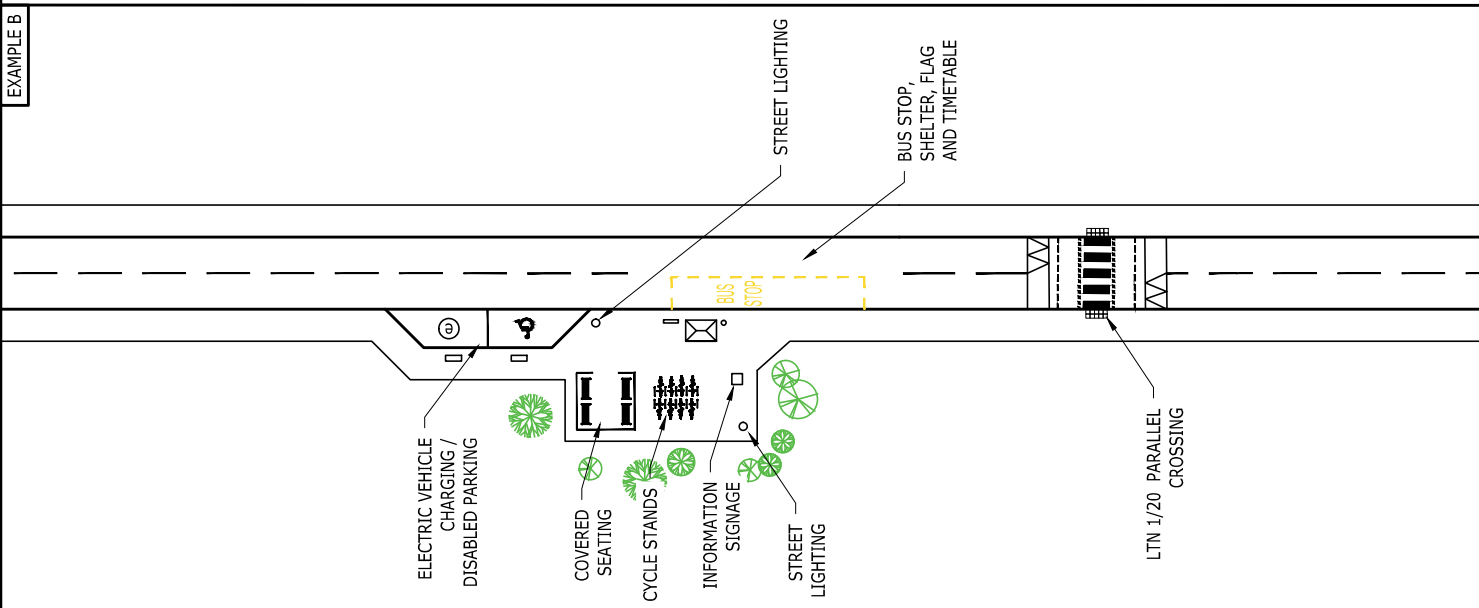 EXAMPLE B
STREET LIGHTING
BUS STOP,
SHELTER, FLAG
AND TIMETABLE
BUS
STOP
e
ELECTRIC VEHICLE
CHARGING /
DISABLED PARKING
COVERED
SEATING
CYCLE STANDS
INFORMATION
SIGNAGE
STREET
LIGHTING
LTN 1/20 PARALLEL
CROSSING